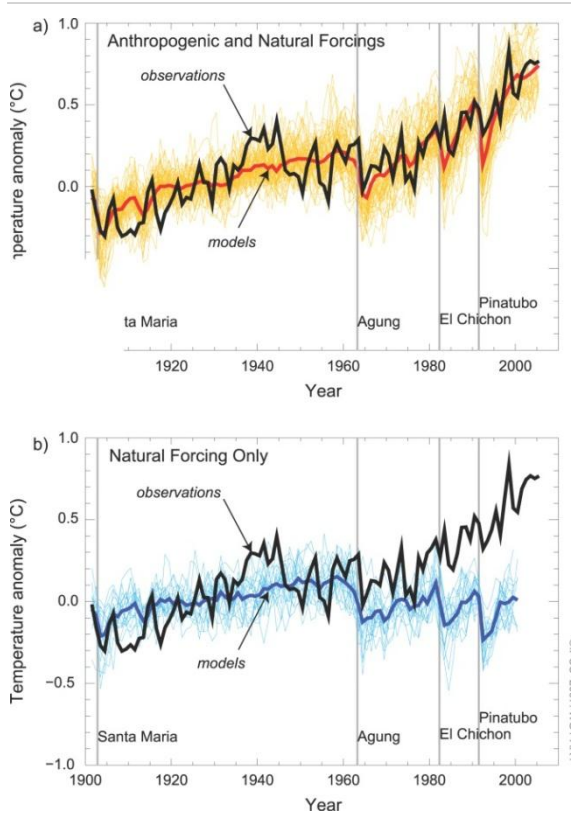 a)
Anthropogenic and Natural Forcings
observations
models
1.0
0.5
0.0
nperature anomaly (°C)
ta Maria
Agung
El Chichon
Pinatubo
1920
1940
1960
1980
2000
Year
b)
Natural Forcing Only
observations
models
1.0
0.5
0.0
−0.5
−1.0
Temperature anomaly (°C)
Santa Maria
Agung
El Chichon
Pinatubo
1900
1920
1940
1960
1980
2000
Year